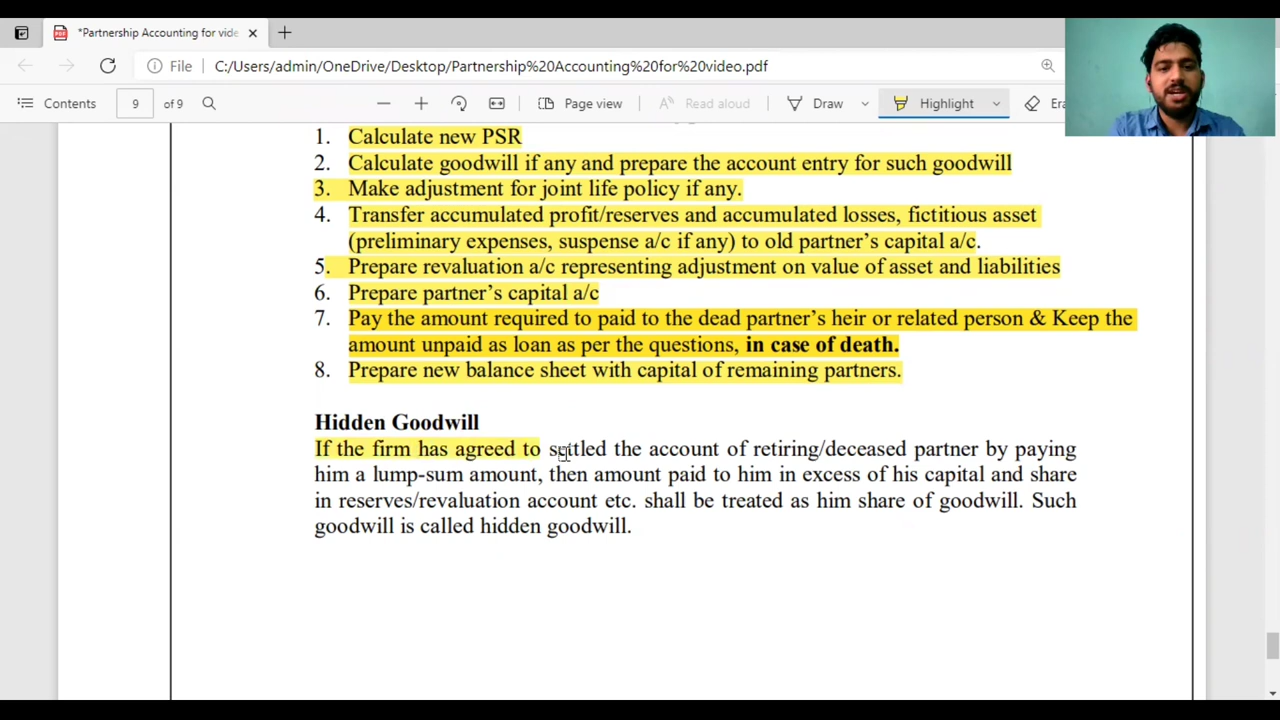 *Partnership Accounting for vide
File
C:/Users/admin/OneDrive/Desktop/Partnership%20Accounting%20for%20video.pdf
Contents
9
of 9
Page view
Read aloud
Draw
Highlight
Era
1. Calculate new PSR
2. Calculate goodwill if any and prepare the account entry for such goodwill
3. Make adjustment for joint life policy if any.
4. Transfer accumulated profit/reserves and accumulated losses, fictitious asset
(preliminary expenses, suspense a/c if any) to old partner's capital a/c.
5. Prepare revaluation a/c representing adjustment on value of asset and liabilities
6. Prepare partner's capital a/c
7. Pay the amount required to paid to the dead partner's heir or related person & Keep the
amount unpaid as loan as per the questions, in case of death.
8. Prepare new balance sheet with capital of remaining partners.
Hidden Goodwill
If the firm has agreed to settled the account of retiring/deceased partner by paying
him a lump-sum amount, then amount paid to him in excess of his capital and share
in reserves/revaluation account etc. shall be treated as him share of goodwill. Such
goodwill is called hidden goodwill.